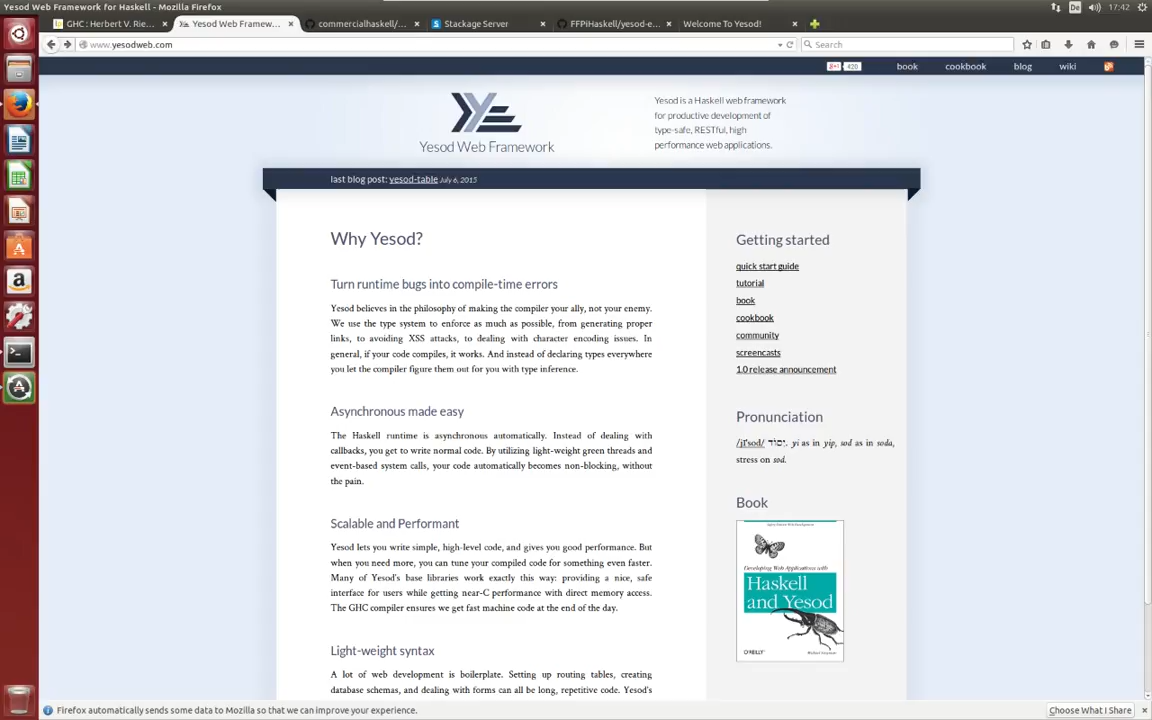 Yesod Web Framework for Haskell - Mozilla Firefox
De
17:42
GHC : Herbert V. Rie...
Yesod Web Framew...
commercialhaskell/...
Stackage Server
FFPiHaskell/yesod-e...
Welcome To Yesod!
www.yesodweb.com
Search
420
book
cookbook
blog
wiki
Yesod Web Framework
Yesod is a Haskell web framework
for productive development of
type-safe, RESTful, high
performance web applications.
last blog post: yesod-table July 6, 2015
Why Yesod?
Turn runtime bugs into compile-time errors
Yesod believes in the philosophy of making the compiler your ally, not your enemy.
We use the type system to enforce as much as possible, from generating proper
links, to avoiding XSS attacks, to dealing with character encoding issues. In
general, if your code compiles, it works. And instead of declaring types everywhere
you let the compiler figure them out for you with type inference.
Asynchronous made easy
The Haskell runtime is asynchronous automatically. Instead of dealing with
callbacks, you get to write normal code. By utilizing light-weight green threads and
event-based system calls, your code automatically becomes non-blocking, without
the pain.
Scalable and Performant
Yesod lets you write simple, high-level code, and gives you good performance. But
when you need more, you can tune your compiled code for something even faster.
Many of Yesod's base libraries work exactly this way: providing a nice, safe
interface for users while getting near-C performance with direct memory access.
The GHC compiler ensures we get fast machine code at the end of the day.
Light-weight syntax
A lot of web development is boilerplate. Setting up routing tables, creating
database schemas, and dealing with forms can all be long, repetitive code. Yesod's
Getting started
quick start guide
tutorial
book
cookbook
community
screencasts
1.0 release announcement
Pronunciation
yi as in yip, sod as in soda,
stress on sod.
Book
Developing Web Applications with
Haskell
and Yesod
O'REILLY
Firefox automatically sends some data to Mozilla so that we can improve your experience.
Choose What I Share